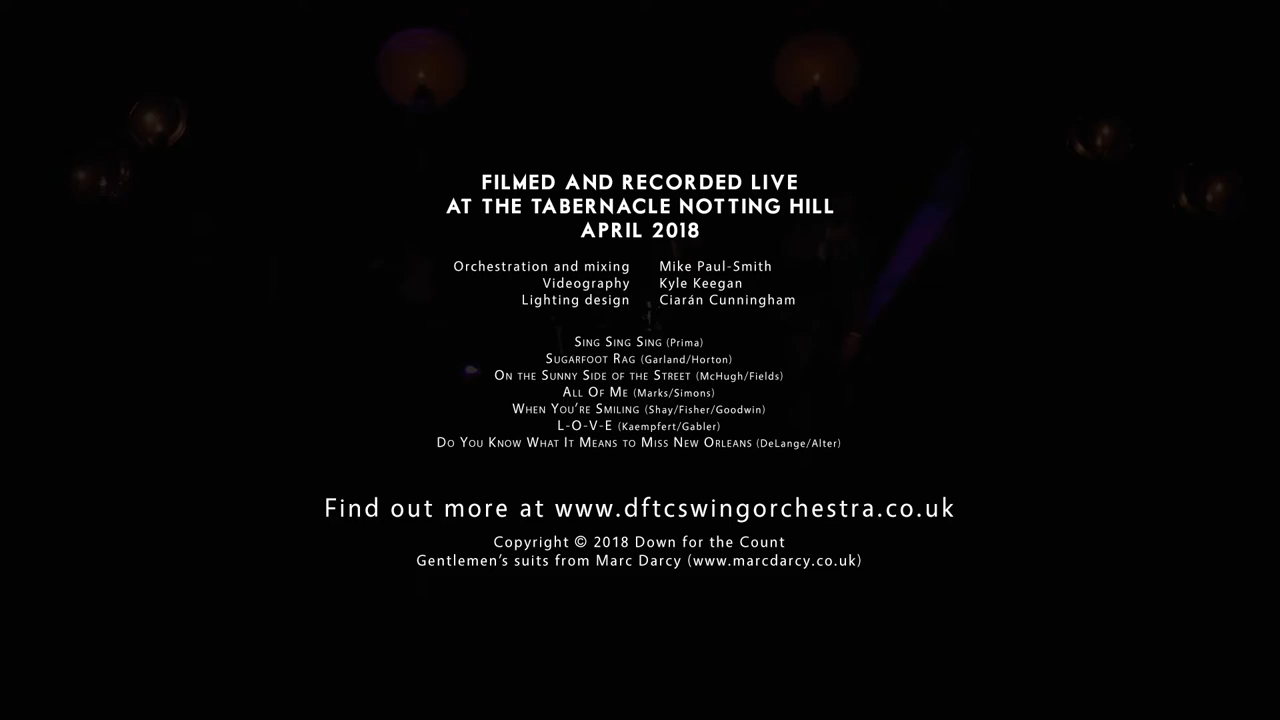 FILMED AND RECORDED LIVE
AT THE TABERNACLE NOTTING HILL
APRIL 2018
Orchestration and mixing Mike Paul-Smith
Videography Kyle Keegan
Lighting design Ciarán Cunningham
SING SING SING (Prima)
SUGARFOOT RAG (Garland/Horton)
ON THE SUNNY SIDE OF THE STREET (McHugh/Fields)
ALL OF ME (Marks/Simons)
WHEN YOU'RE SMILING (Shay/Fisher/Goodwin)
L-O-V-E (Kaempfert/Gabler)
DO YOU KNOW WHAT IT MEANS TO MISS NEW ORLEANS (DeLange/Alter)
Find out more at www.dftcswingorchestra.co.uk
Copyright © 2018 Down for the Count
Gentlemen's suits from Marc Darcy (www.marcdarcy.co.uk)